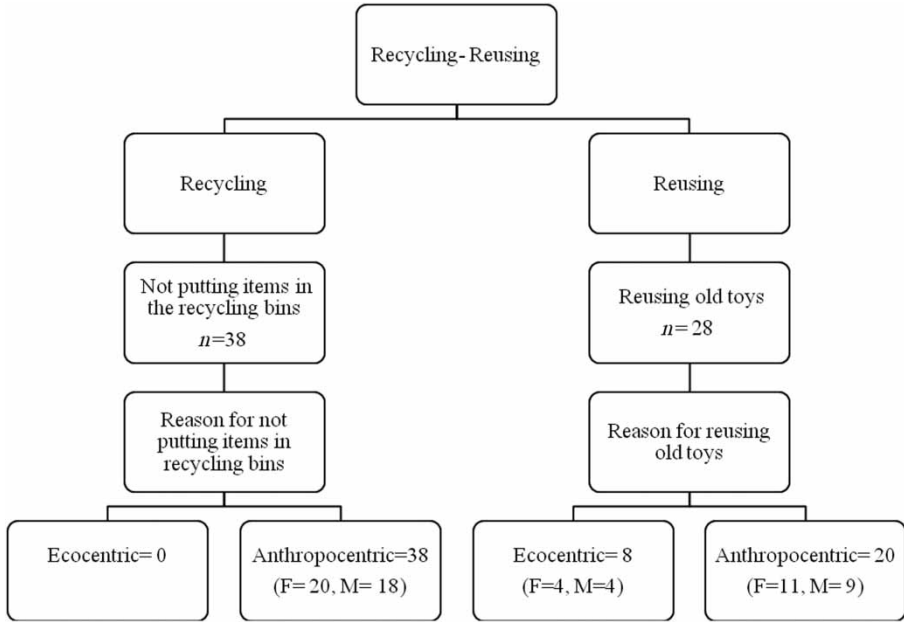 Recycling- Reusing
Recycling
Reusing
Not putting items in
the recycling bins
n=38
Reusing old toys
n= 28
Reason for not
putting items in
recycling bins
Reason for reusing
old toys
Ecocentric= 0
Anthropocentric=38
(F= 20, M= 18)
Ecocentric= 8
(F=4, M=4)
Anthropocentric= 20
(F=11, M= 9)